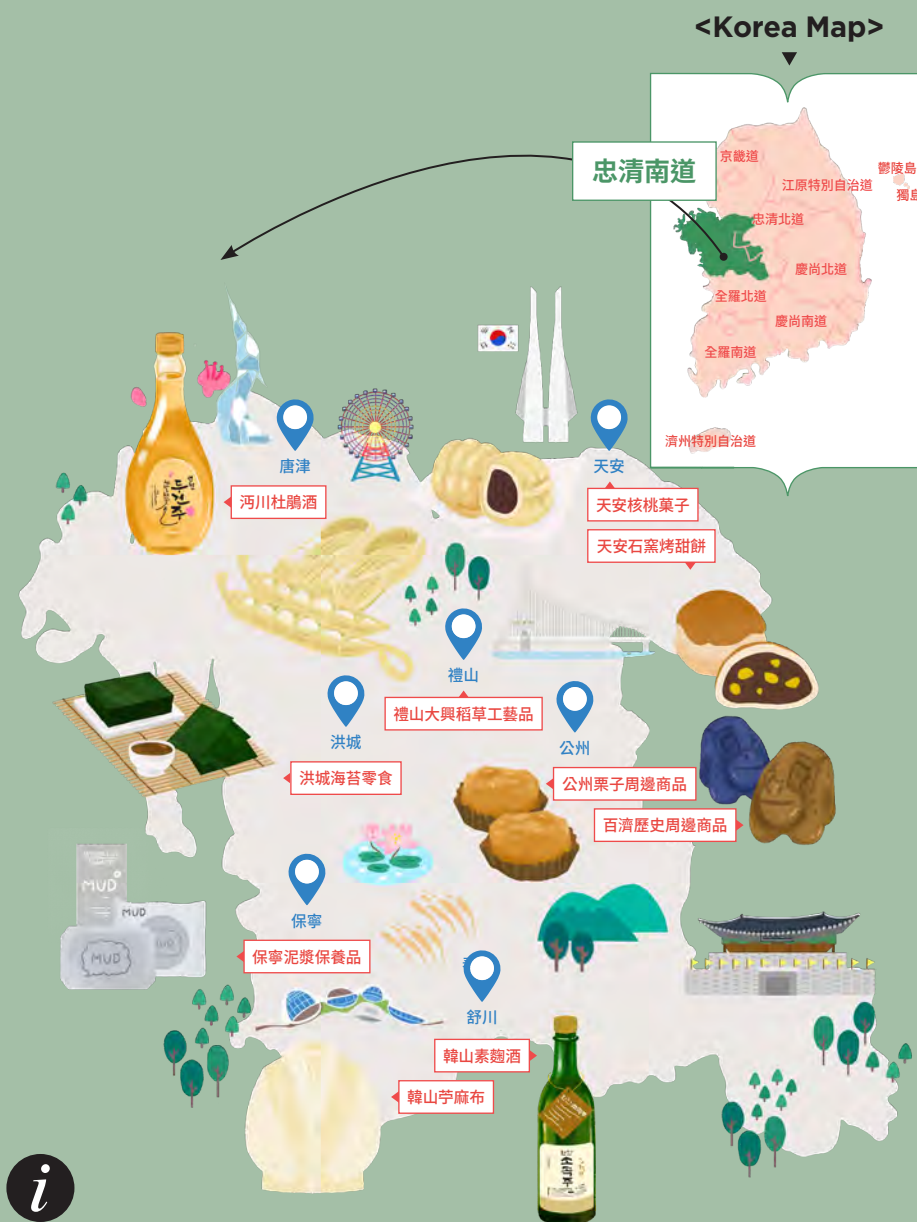 <Korea Map>
忠清南道
京畿道
鬱陵島
江原特別自治道
獨島
忠清北道
慶尚北道
全羅北道
慶尚南道
全羅南道
濟州特別自治道
唐津
沔川杜鵑酒
두견주
天安
天安核桃菓子
天安石窯烤甜餅
禮山
禮山大興稻草工藝品
洪城
洪城海苔零食
公州
公州栗子周邊商品
百濟歷史周邊商品
保寧
保寧泥漿保養品
MUD
MUD
MUD
舒川
韓山素麴酒
韓山苧麻布
소곡주
i